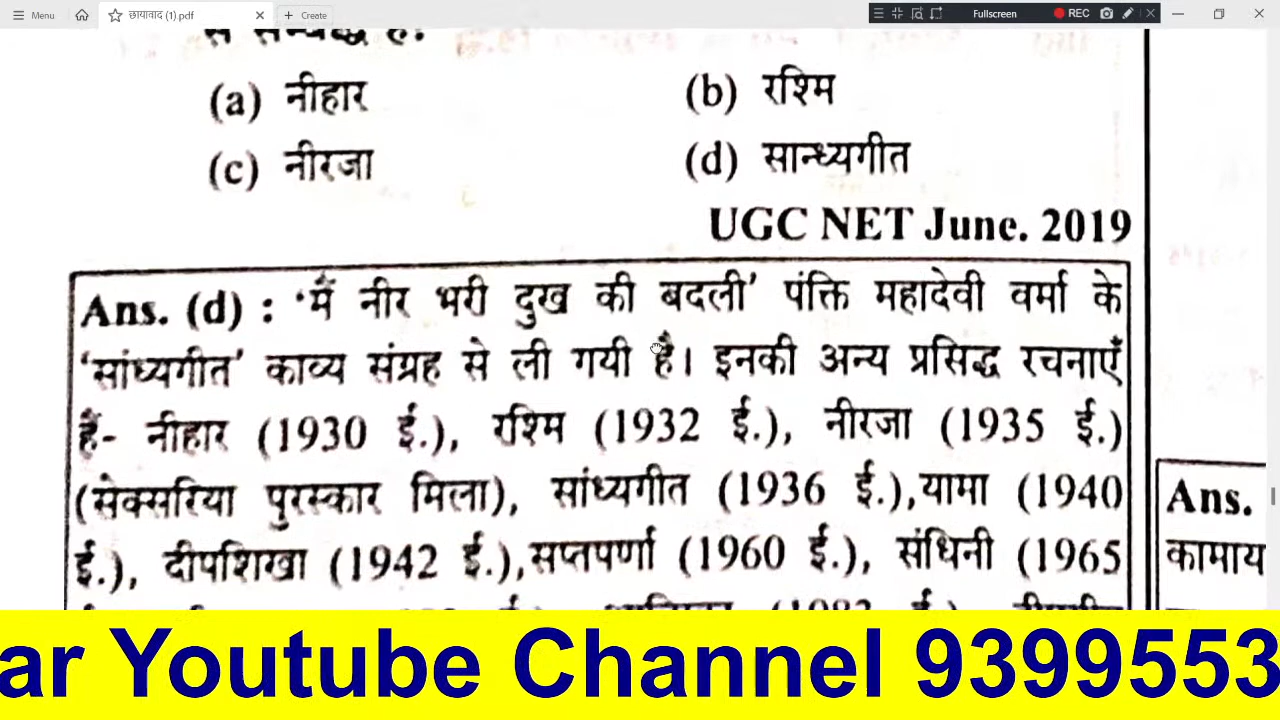 Menu
छायावाद (1).pdf
Create
Fullscreen
REC
(a) नीहार (b) रश्मि
(c) नीरजा (d) सान्ध्यगीत
UGC NET June. 2019
Ans. (d) : 'मैं नीर भरी दुख की बदली' पंक्ति महादेवी वर्मा के
'सांध्यगीत' काव्य संग्रह से ली गयी है। इनकी अन्य प्रसिद्ध रचनाएँ
हैं- नीहार (1930 ई.), रश्मि (1932 ई.), नीरजा (1935 ई.)
(सेक्सरिया पुरस्कार मिला), सांध्यगीत (1936 ई.),यामा (1940
ई.), दीपशिखा (1942 ई.),सप्तपर्णा (1960 ई.), संधिनी (1965
Ans.
कामाय
ar Youtube Channel 9399553